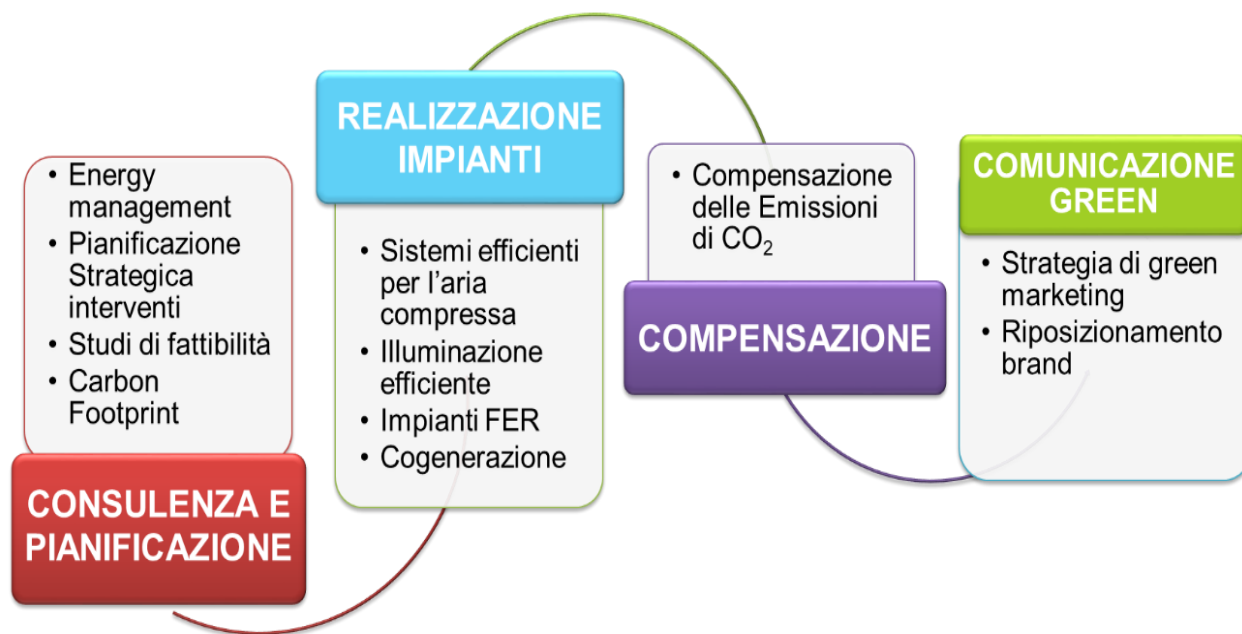 • Energy
management
• Pianificazione
Strategica
interventi
• Studi di fattibilità
• Carbon
Footprint
CONSULENZA E
PIANIFICAZIONE
REALIZZAZIONE
IMPIANTI
• Sistemi efficienti
per l’aria
compressa
• Illuminazione
efficiente
• Impianti FER
• Cogenerazione
• Compensazione
delle Emissioni
di CO₂
COMPENSAZIONE
COMUNICAZIONE
GREEN
• Strategia di green
marketing
• Riposizionamento
brand